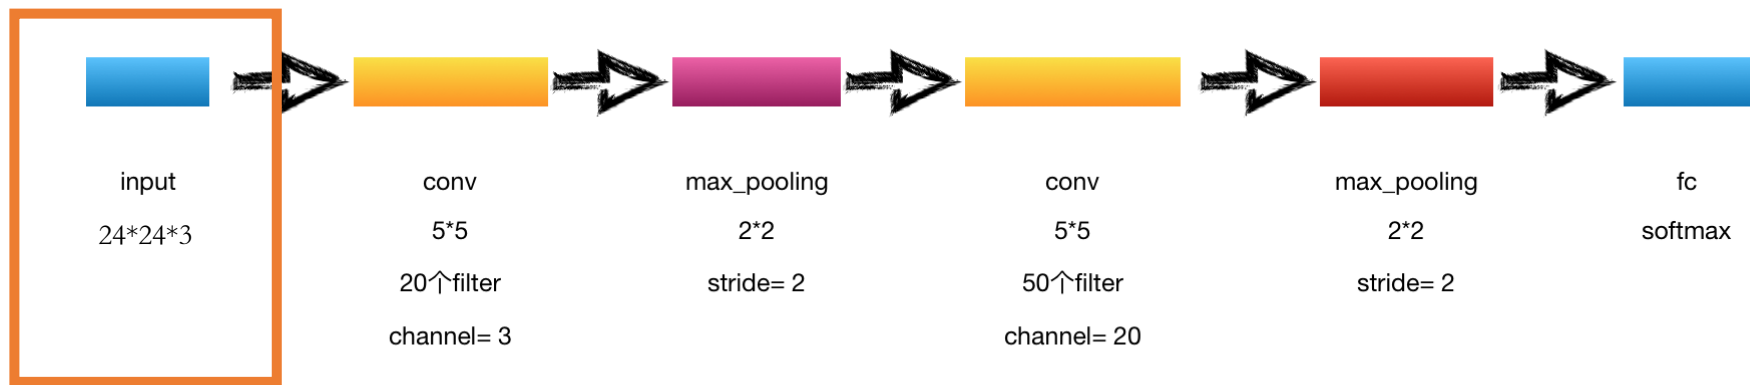 input
24*24*3
conv
5*5
20个filter
channel= 3
max_pooling
2*2
stride= 2
conv
5*5
50个filter
channel= 20
max_pooling
2*2
stride= 2
fc
softmax